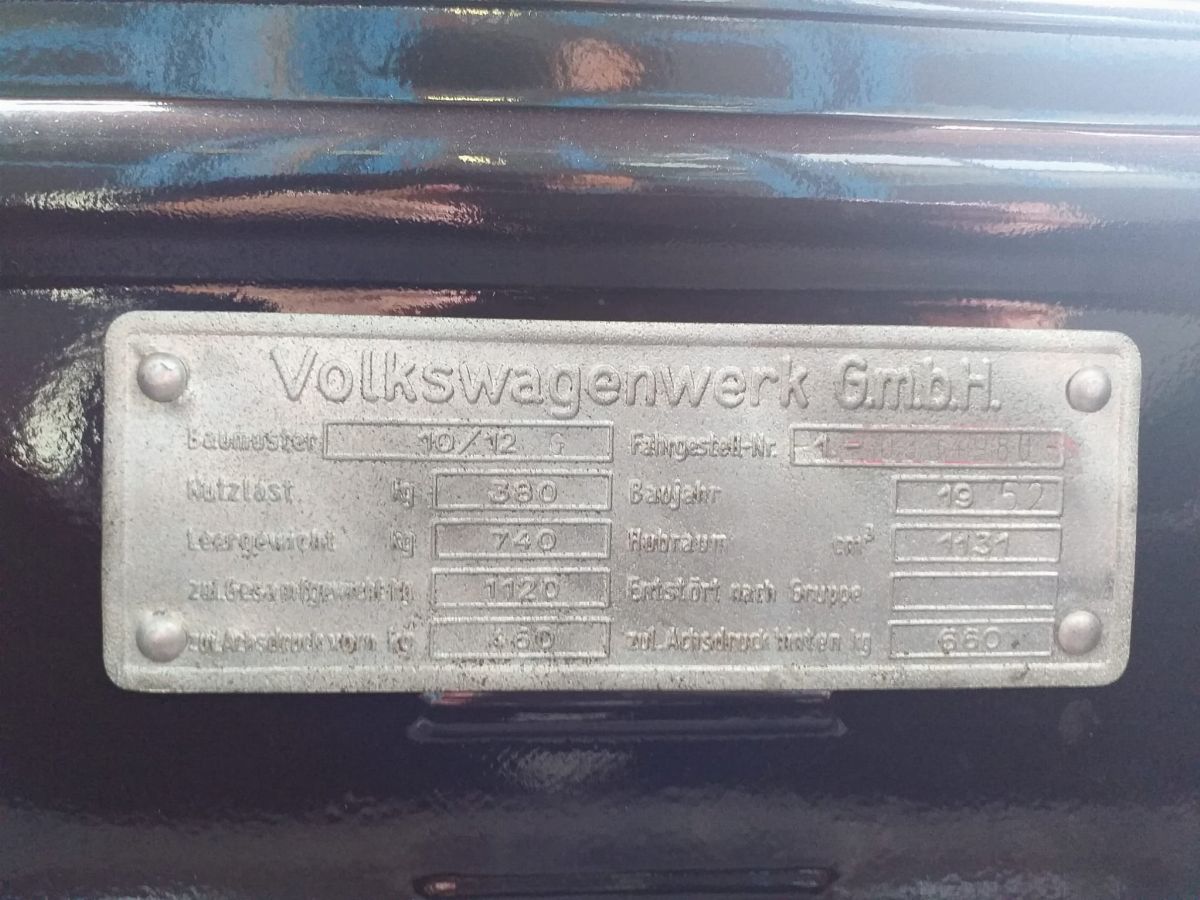 Volkswagenwerk G.m.b.H.
Baumuster 10/12 G Fahrgestell-Nr. 1-
Nutzlast kg 380 Baujahr 19 52
Leergewicht kg 740 Hubraum cm³ 1131
zul.Gesamtgewicht kg 1120 Entstört nach Gruppe
zul.Achsdruck vorn kg 460 zul.Achsdruck hinten kg 660